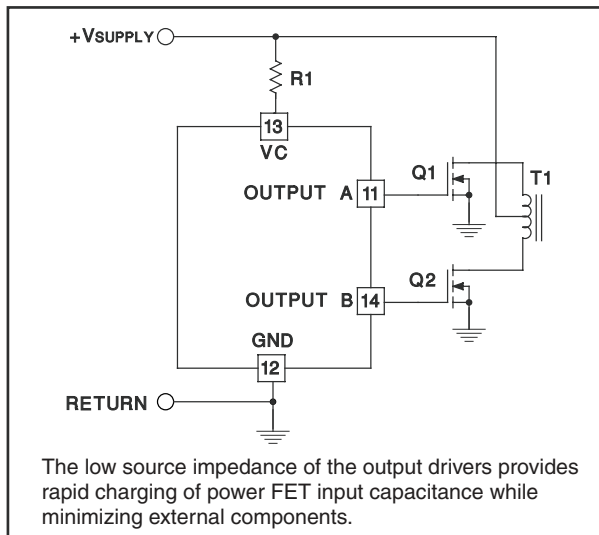 +VSUPPLY
R1
13
VC
Q1
T1
OUTPUT A 11
Q2
OUTPUT B 14
GND
12
RETURN
The low source impedance of the output drivers provides
rapid charging of power FET input capacitance while
minimizing external components.